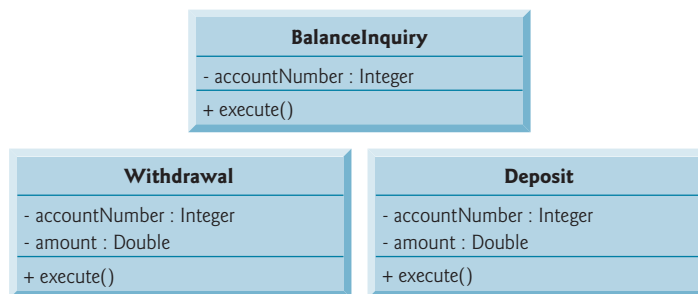 BalanceInquiry
- accountNumber : Integer
+ execute()
Withdrawal
- accountNumber : Integer
- amount : Double
+ execute()
Deposit
- accountNumber : Integer
- amount : Double
+ execute()